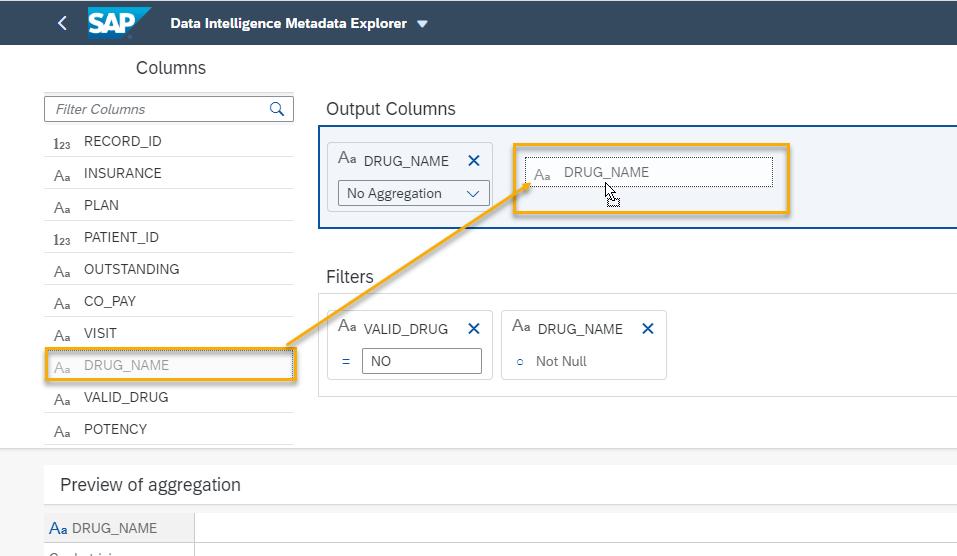 SAP Data Intelligence Metadata Explorer
Columns
Filter Columns
123 RECORD_ID
Aa INSURANCE
Aa PLAN
123 PATIENT_ID
Aa OUTSTANDING
Aa CO_PAY
Aa VISIT
Aa DRUG_NAME
Aa VALID_DRUG
Aa POTENCY
Output Columns
Aa DRUG_NAME
No Aggregation
Aa DRUG_NAME
Filters
Aa VALID_DRUG
= NO
Aa DRUG_NAME
Not Null
Preview of aggregation
Aa DRUG_NAME